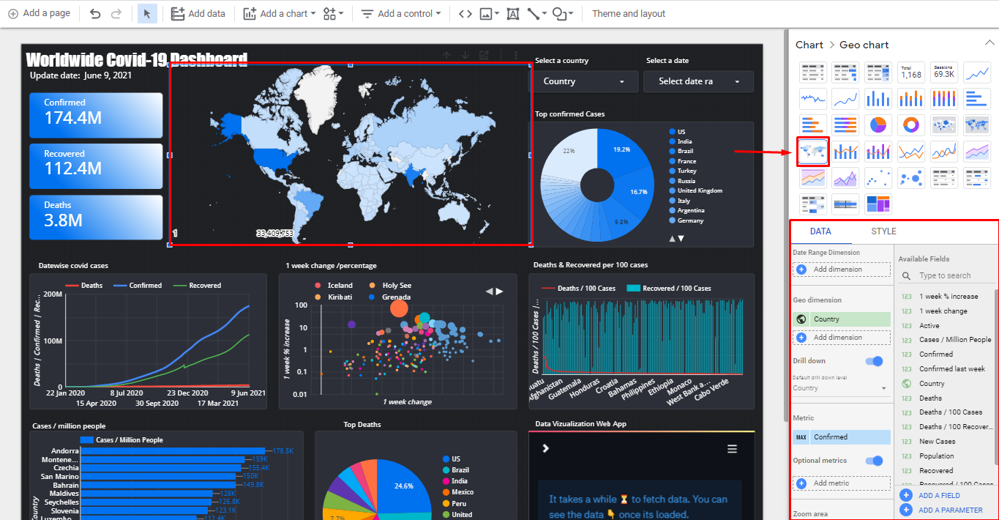 Add a page
Add data
Add a chart
Add a control
Theme and layout
Worldwide Covid-19 Dashboard
Update date: June 9, 2021
Confirmed
174.4M
Recovered
112.4M
Deaths
3.8M
1
33,409,753
Select a country
Country
Select a date
Select date ra
Top confirmed Cases
22%
19.2%
16.7%
9.8%
US
India
Brazil
France
Turkey
Russia
United Kingdom
Italy
Argentina
Germany
Datewise covid cases
Deaths
Confirmed
Recovered
Deaths | Confirmed | Rec...
200M
100M
0
22 Jan 2020
8 Jul 2020
23 Dec 2020
9 Jun 2021
15 Apr 2020
30 Sept 2020
17 Mar 2021
1 week change /percentage
Iceland
Holy See
Kiribati
Grenada
1 week % increase
100
10
1
0.1
0.01
1 week change
Deaths & Recovered per 100 cases
Deaths / 100 Cases
Recovered / 100 Cases
Deaths / 100 Cases | ...
Afghanistan
Guatemala
Honduras
Croatia
Bahamas
Philippines
Ethiopia
Monaco
West Bank a...
Cabo Verde
Cases / million people
Cases / Million People
Country
Andorra
178.5K
Montene...
159K
Czechia
155.4K
San Marino
150K
Bahrain
149.8K
Maldives
128K
Seychelles
126.8K
Slovenia
123.1K
Luxembo...
112.4K
Top Deaths
24.6%
7.7%
US
Brazil
India
Mexico
Peru
United
Data Vizualization Web App
It takes a while ⏳ to fetch data. You can
see the data 👇 once its loaded.
Chart > Geo chart
Total
1,168
Sessions
69.3K
DATA
STYLE
Date Range Dimension
Add dimension
Geo dimension
Country
Add dimension
Drill down
Default drill down level
Country
Metric
MAX
Confirmed
Optional metrics
Add metric
Zoom area
Available Fields
Type to search
123 1 week % increase
123 1 week change
123 Active
123 Cases / Million People
123 Confirmed
123 Confirmed last week
Country
123 Deaths
123 Deaths / 100 Cases
123 Deaths / 100 Recover...
123 New Cases
123 Population
123 Recovered
123 Recovered / 100 Cases
ADD A FIELD
ADD A PARAMETER